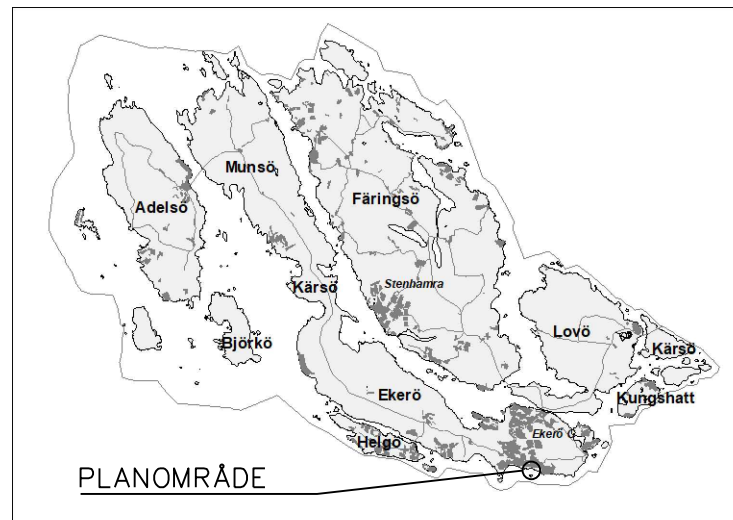 Munsö
Adelsö
Färingsö
Stenhamra
Kärsö
Björkö
Lovö
Kärsö
Kungshatt
Ekerö
Ekerö C
Helgö
PLANOMRÅDE